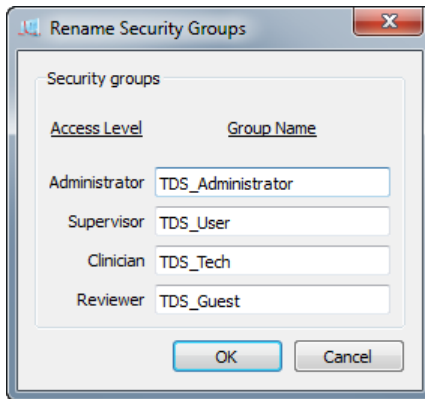 Rename Security Groups
Security groups
Access Level Group Name
Administrator TDS_Administrator
Supervisor TDS_User
Clinician TDS_Tech
Reviewer TDS_Guest
OK Cancel